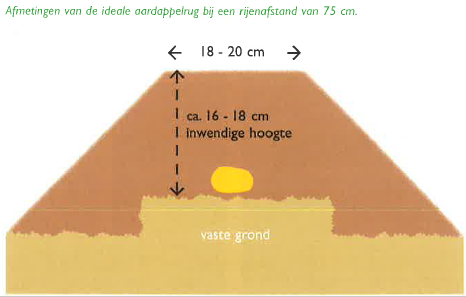 Afmetingen van de ideale aardappelrug bij een rijenafstand van 75 cm.
18 - 20 cm
ca. 16 - 18 cm
inwendige hoogte
vaste grond